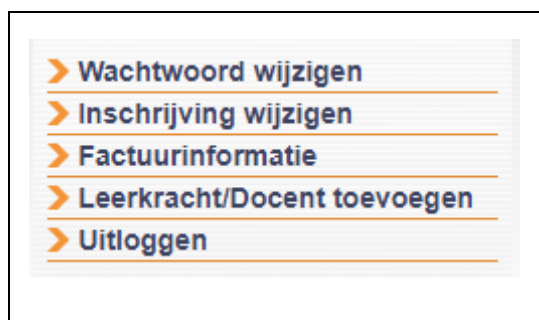 Wachtwoord wijzigen
Inschrijving wijzigen
Factuurinformatie
Leerkracht/Docent toevoegen
Uitloggen